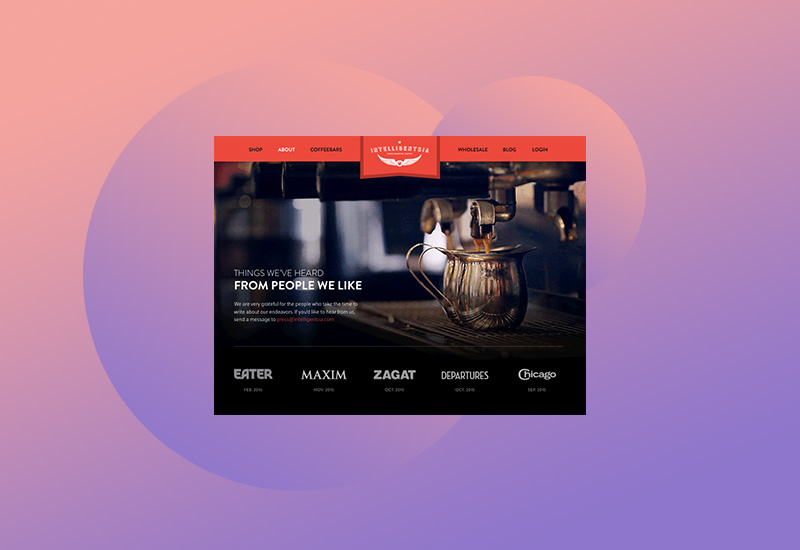 SHOP ABOUT COFFEEBARS INTELLIGENTSIA WHOLESALE BLOG LOGIN
THINGS WE'VE HEARD
FROM PEOPLE WE LIKE
We are very grateful for the people who take the time to
write about our endeavors. If you'd like to hear from us,
send a message to press@intelligentsia.com
EATER MAXIM ZAGAT DEPARTURES Chicago
FEB. 2016 NOV. 2015 OCT. 2015 OCT. 2015 SEP. 2015